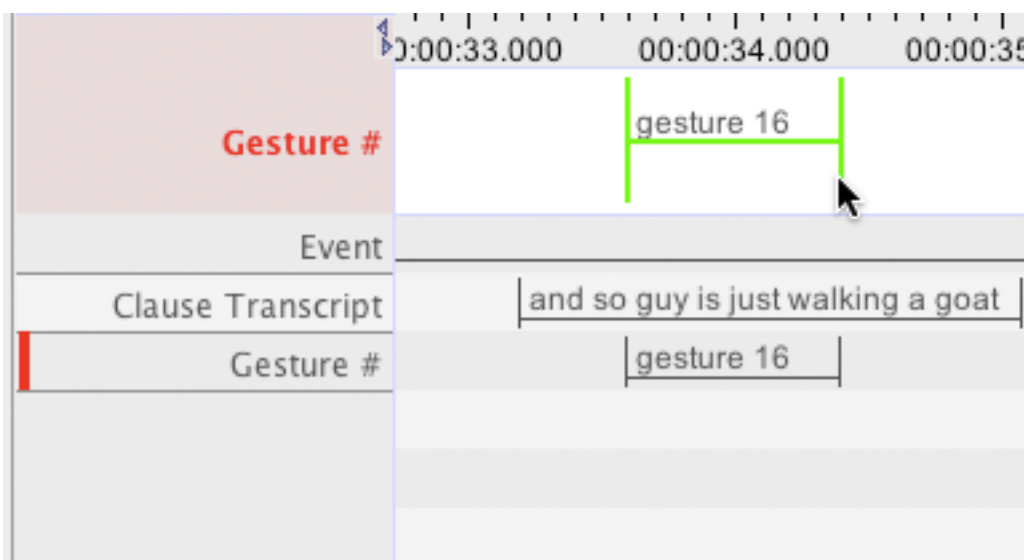 0:00:33.000 00:00:34.000 00:00:35
gesture 16
Gesture #
Event
Clause Transcript and so guy is just walking a goat
Gesture # gesture 16